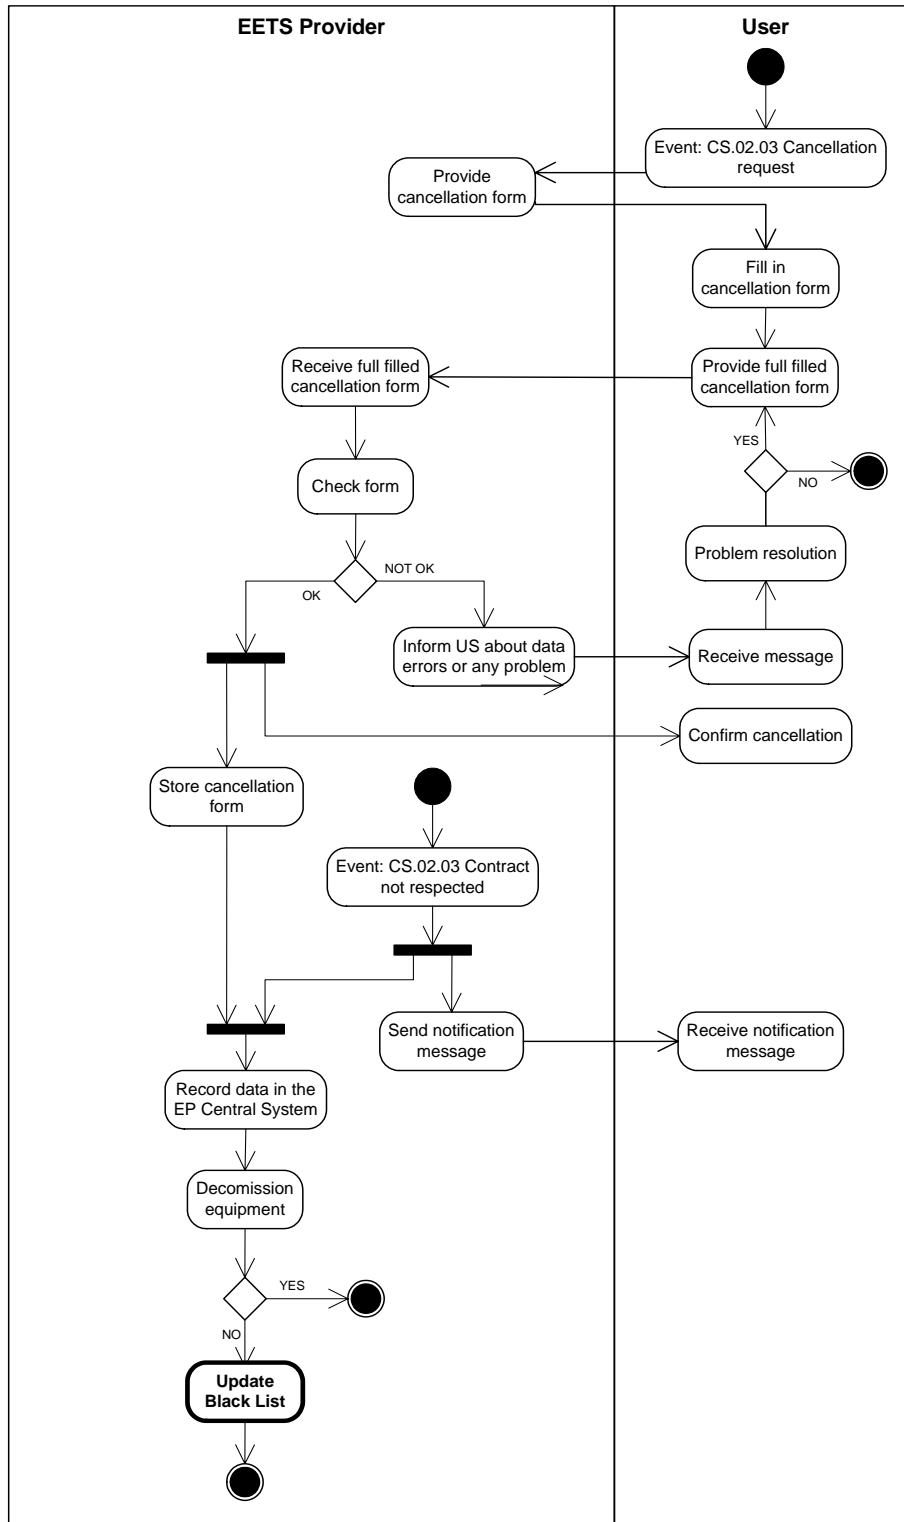 EETS Provider
User
Event: CS.02.03 Cancellation
request
Provide
cancellation form
Fill in
cancellation form
Receive full filled
cancellation form
Provide full filled
cancellation form
YES
NO
Check form
Problem resolution
NOT OK
OK
Inform US about data
errors or any problem
Receive message
Confirm cancellation
Store cancellation
form
Event: CS.02.03 Contract
not respected
Send notification
message
Receive notification
message
Record data in the
EP Central System
Decomission
equipment
YES
NO
Update
Black List